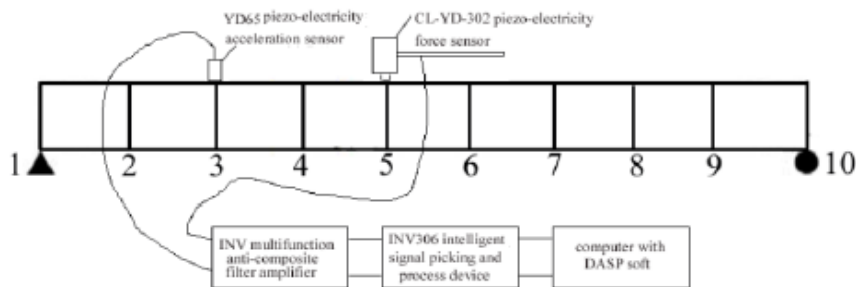 YD65 piezo-electricity
acceleration sensor
CL-YD-302 piezo-electricity
force sensor
1 2 3 4 5 6 7 8 9 10
INV multifunction
anti-composite
filter amplifier
INV306 intelligent
signal picking and
process device
computer with
DASP soft